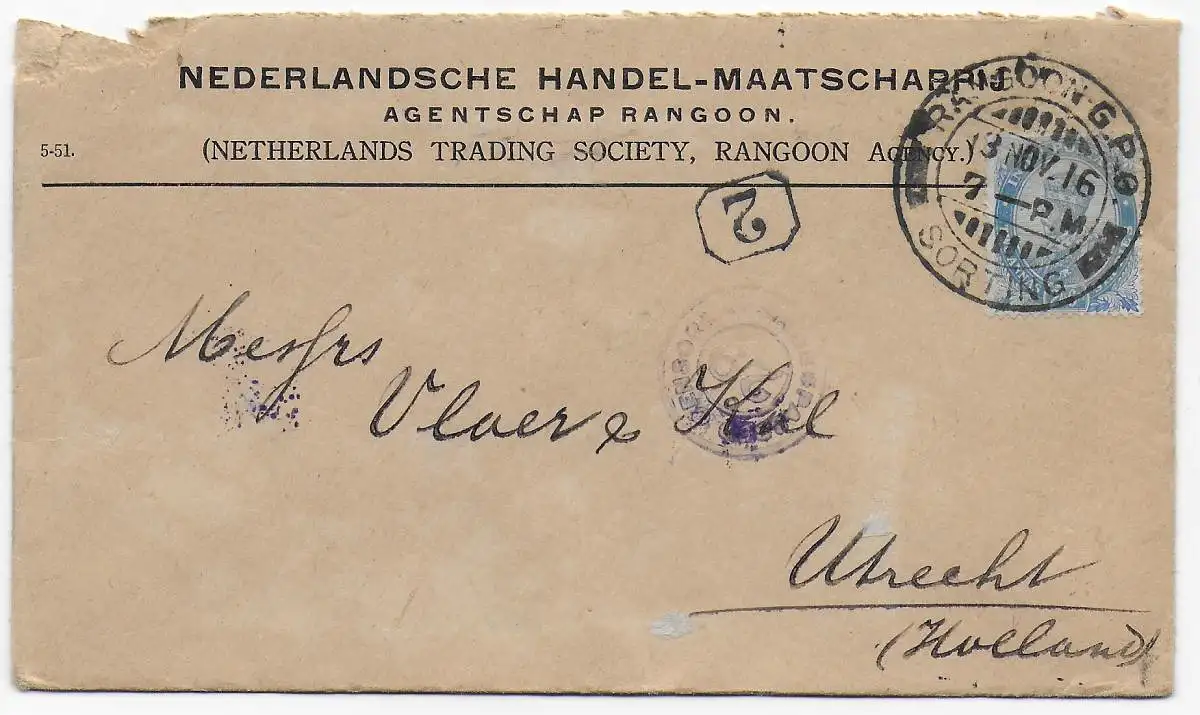 NEDERLANDSCHE HANDEL-MAATSCHAPPIJ
AGENTSCHAP RANGOON.
5-51.
(NETHERLANDS TRADING SOCIETY, RANGOON AGENCY.)
RANGOON G.P.O.
13 NOV. 16
7 — P.M.
SORTING
2
Messrs
Vlaer & Kol
Utrecht
(Holland)